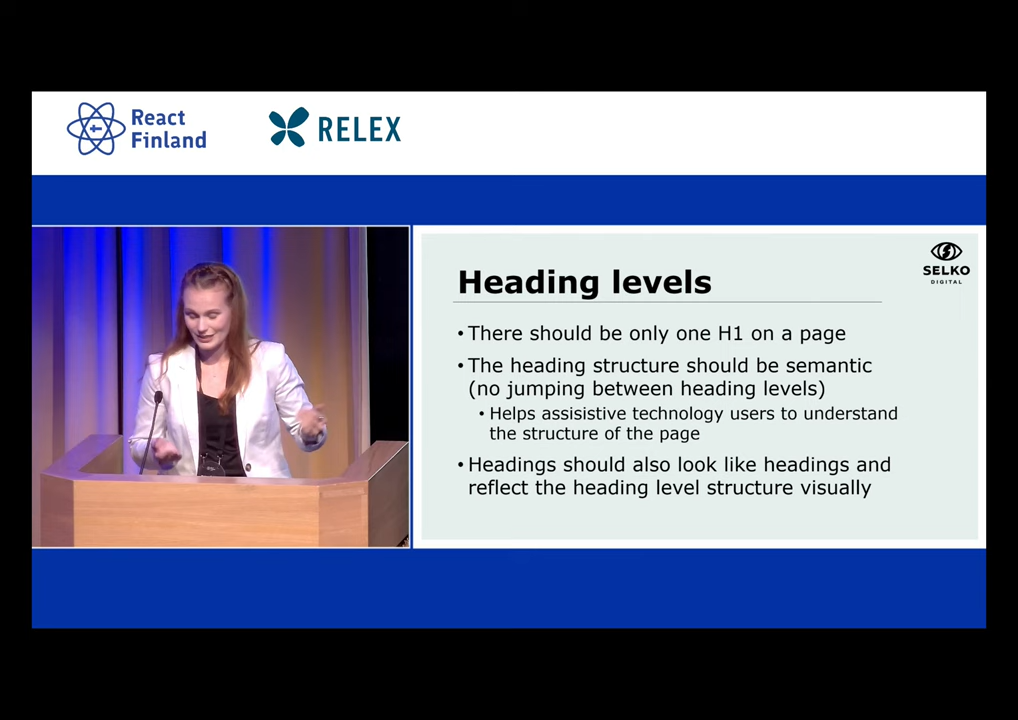 React
Finland
RELEX
SELKO
DIGITAL
Heading levels
•There should be only one H1 on a page
•The heading structure should be semantic
(no jumping between heading levels)
•Helps assisistive technology users to understand
the structure of the page
•Headings should also look like headings and
reflect the heading level structure visually